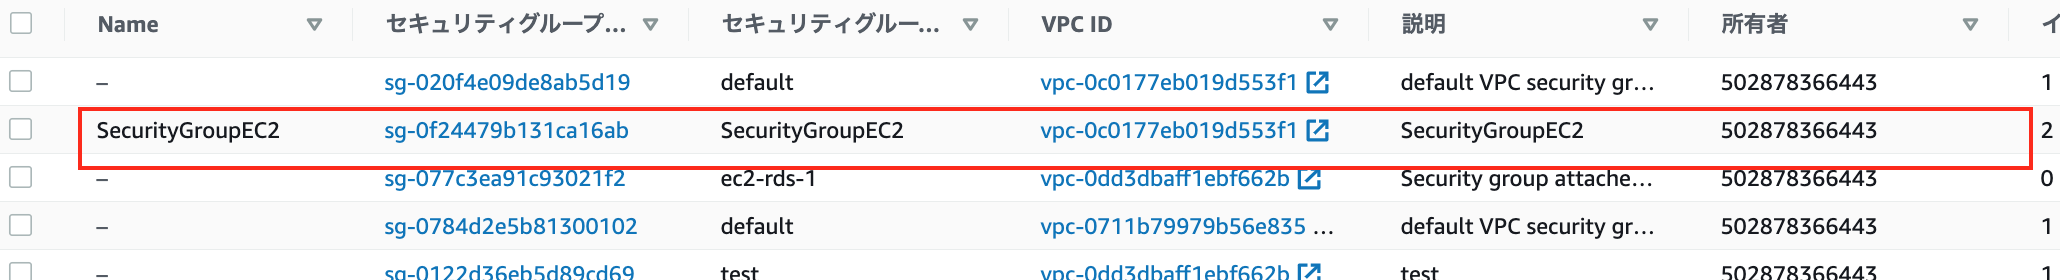 Name セキュリティグループ... セキュリティグルー... VPC ID 説明 所有者 イ
– sg-020f4e09de8ab5d19 default vpc-0c0177eb019d553f1 default VPC security gr... 502878366443 1
SecurityGroupEC2 sg-0f24479b131ca16ab SecurityGroupEC2 vpc-0c0177eb019d553f1 SecurityGroupEC2 502878366443 2
– sg-077c3ea91c93021f2 ec2-rds-1 vpc-0dd3dbaff1ebf662b Security group attache... 502878366443 0
– sg-0784d2e5b81300102 default vpc-0711b79979b56e835 ... default VPC security gr... 502878366443 1
– sg-0122d36eb5d89cd69 test vpc-0dd3dbaff1ebf662b test 502878366443 1